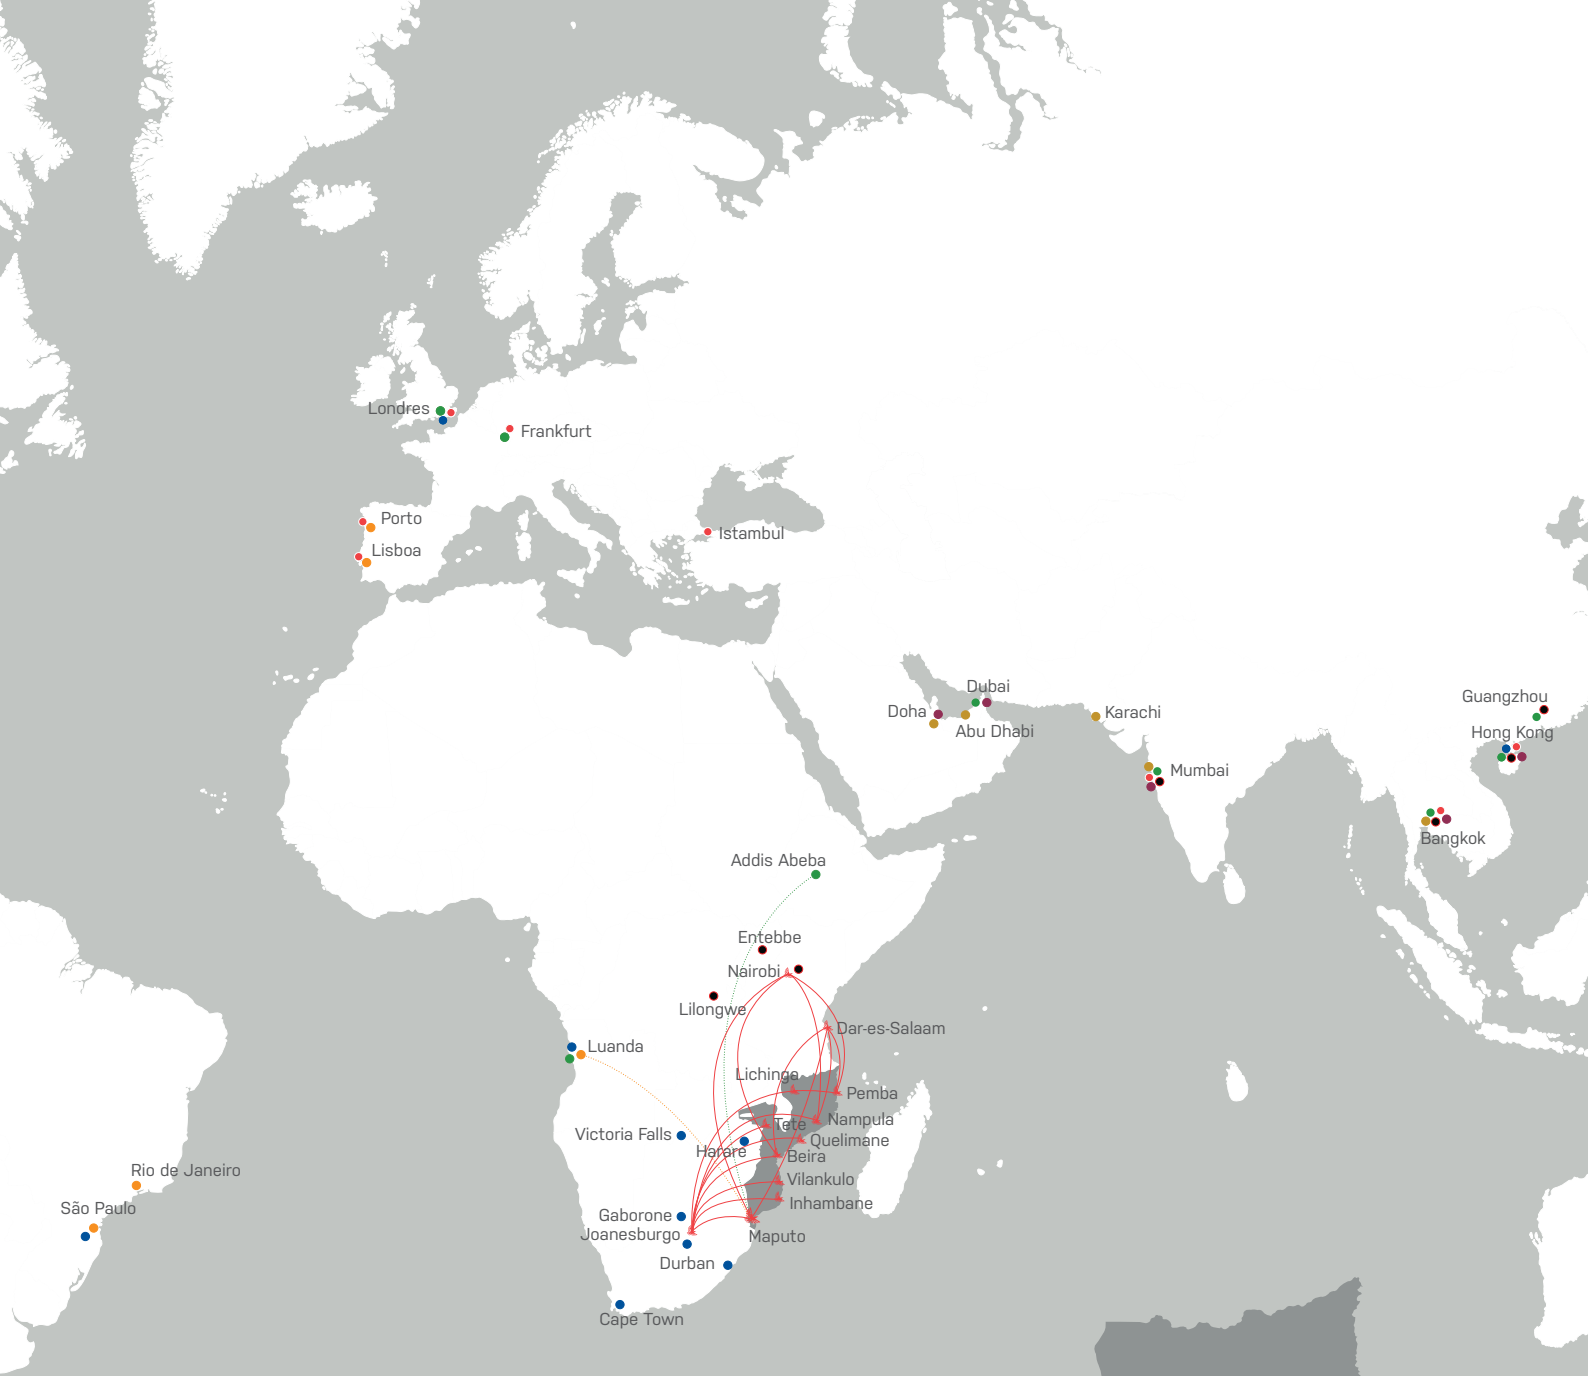 Londres
Frankfurt
Porto
Istambul
Lisboa
Dubai
Doha
Karachi
Abu Dhabi
Guangzhou
Hong Kong
Mumbai
Bangkok
Addis Abeba
Entebbe
Nairobi
Lilongwe
Dar-es-Salaam
Luanda
Lichinga
Pemba
Nampula
Tete
Victoria Falls
Quelimane
Harare
Beira
Rio de Janeiro
Vilankulo
Inhambane
São Paulo
Gaborone
Joanesburgo
Maputo
Durban
Cape Town